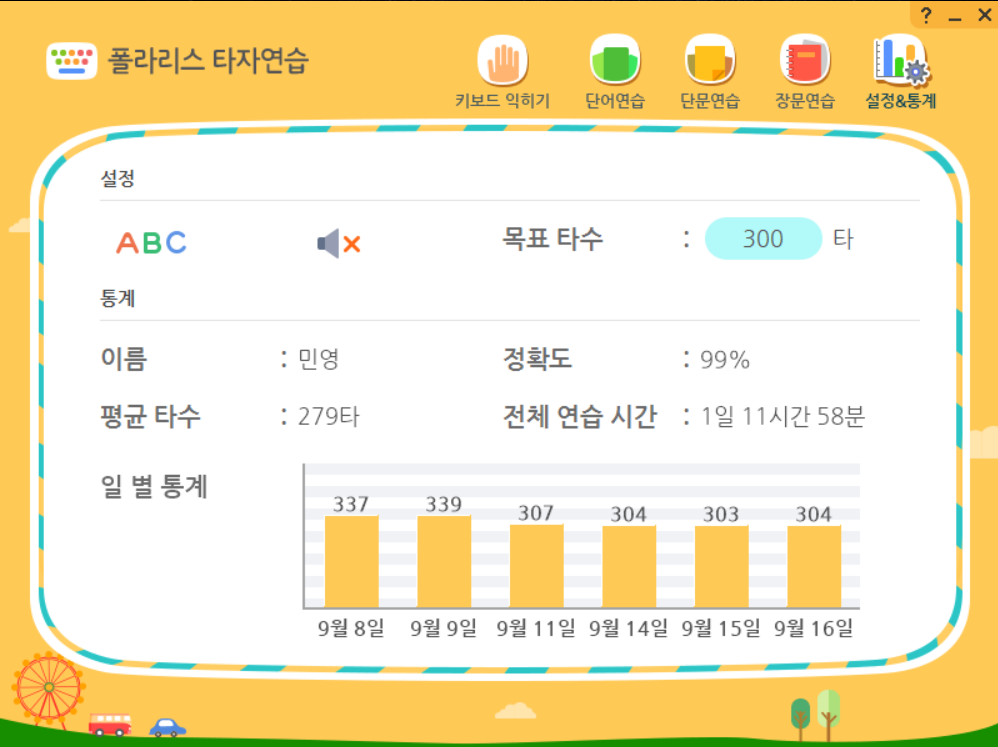 ? _ ×
폴라리스 타자연습
키보드 익히기 단어연습 단문연습 장문연습 설정&통계
설정
ABC 목표 타수 : 300 타
통계
이름 : 민영 정확도 : 99%
평균 타수 : 279타 전체 연습 시간 : 1일 11시간 58분
일 별 통계
337 339 307 304 303 304
9월 8일 9월 9일 9월 11일 9월 14일 9월 15일 9월 16일